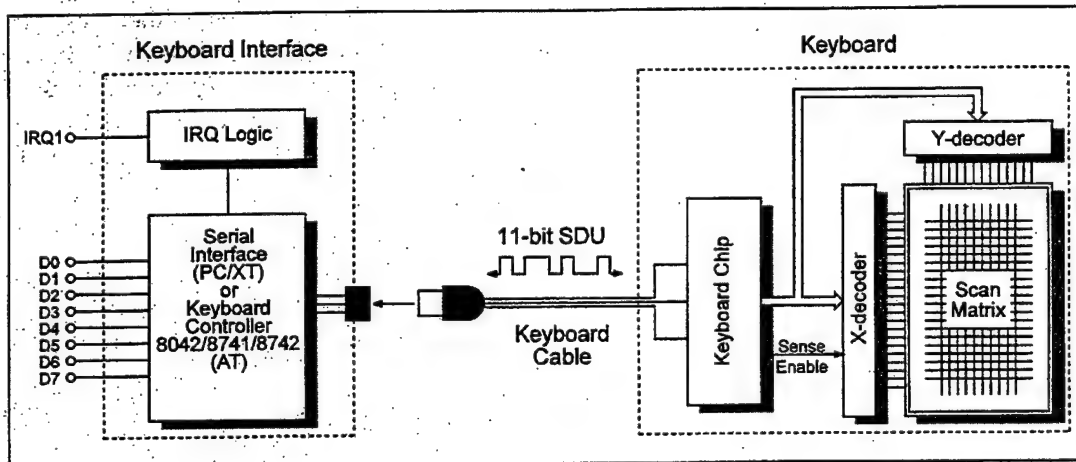 Keyboard Interface
Keyboard
IRQ1
IRQ Logic
Y-decoder
Serial
Interface
(PC/XT)
or
Keyboard
Controller
8042/8741/8742
(AT)
D0
D1
D2
D3
D4
D5
D6
D7
11-bit SDU
Keyboard
Cable
Keyboard Chip
Sense
Enable
X-decoder
Scan
Matrix